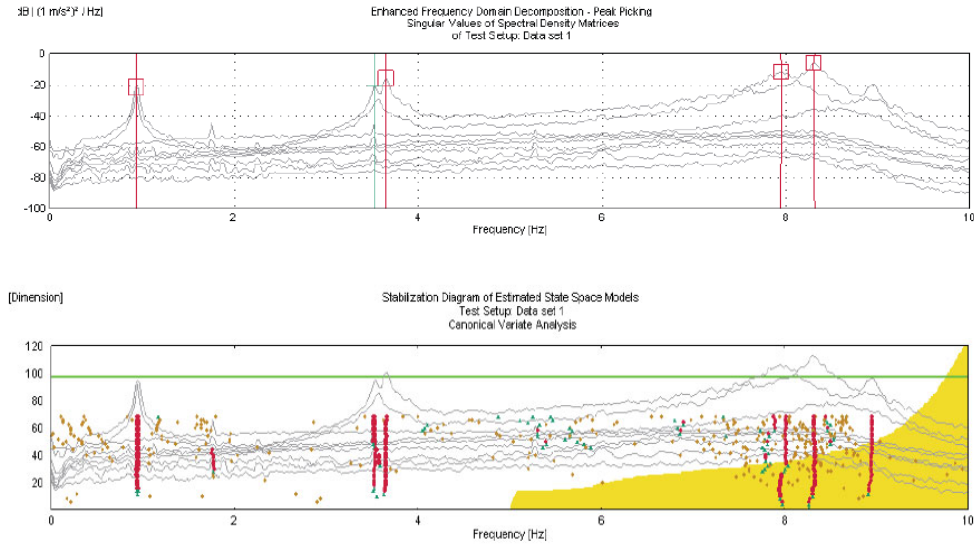 dB | (1 m/s²)² / Hz]
Enhanced Frequency Domain Decomposition - Peak Picking
Singular Values of Spectral Density Matrices
of Test Setup: Data set 1
0
-20
-40
-60
-80
-100
0 2 4 6 8 10
Frequency [Hz]
[Dimension]
Stabilization Diagram of Estimated State Space Models
Test Setup: Data set 1
Canonical Variate Analysis
120
100
80
60
40
20
0 2 4 6 8 10
Frequency [Hz]